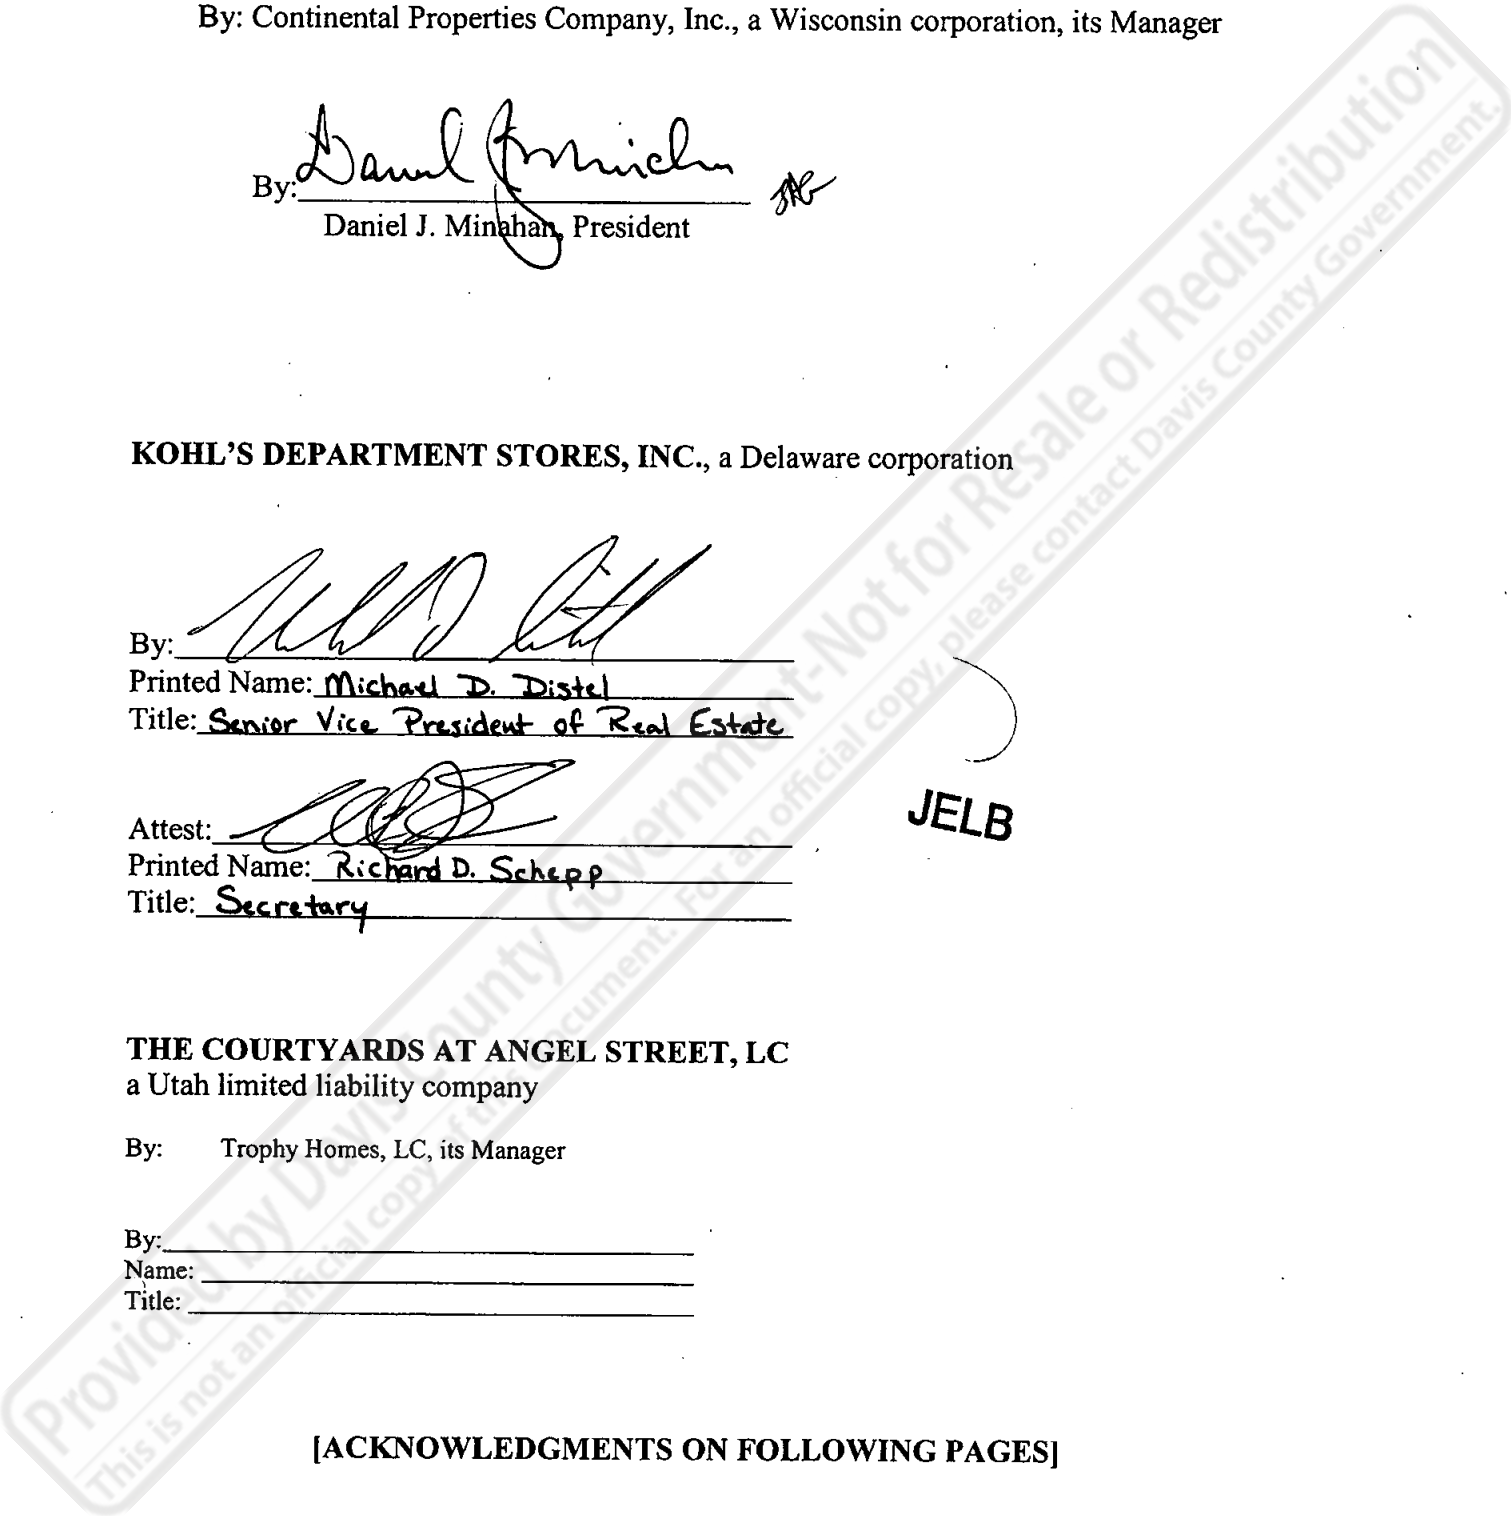 By: Continental Properties Company, Inc., a Wisconsin corporation, its Manager
By:
Daniel J. Minahan, President
KOHL'S DEPARTMENT STORES, INC., a Delaware corporation
By:
Printed Name: Michael D. Distel
Title: Senior Vice President of Real Estate
JELB
Attest:
Printed Name: Richard D. Schepp
Title: Secretary
THE COURTYARDS AT ANGEL STREET, LC
a Utah limited liability company
By: Trophy Homes, LC, its Manager
By:
Name:
Title:
[ACKNOWLEDGMENTS ON FOLLOWING PAGES]
Provided by Davis County Government-Not for Resale or Redistribution
This is not an official copy of this document. For an official copy, please contact Davis County Government.